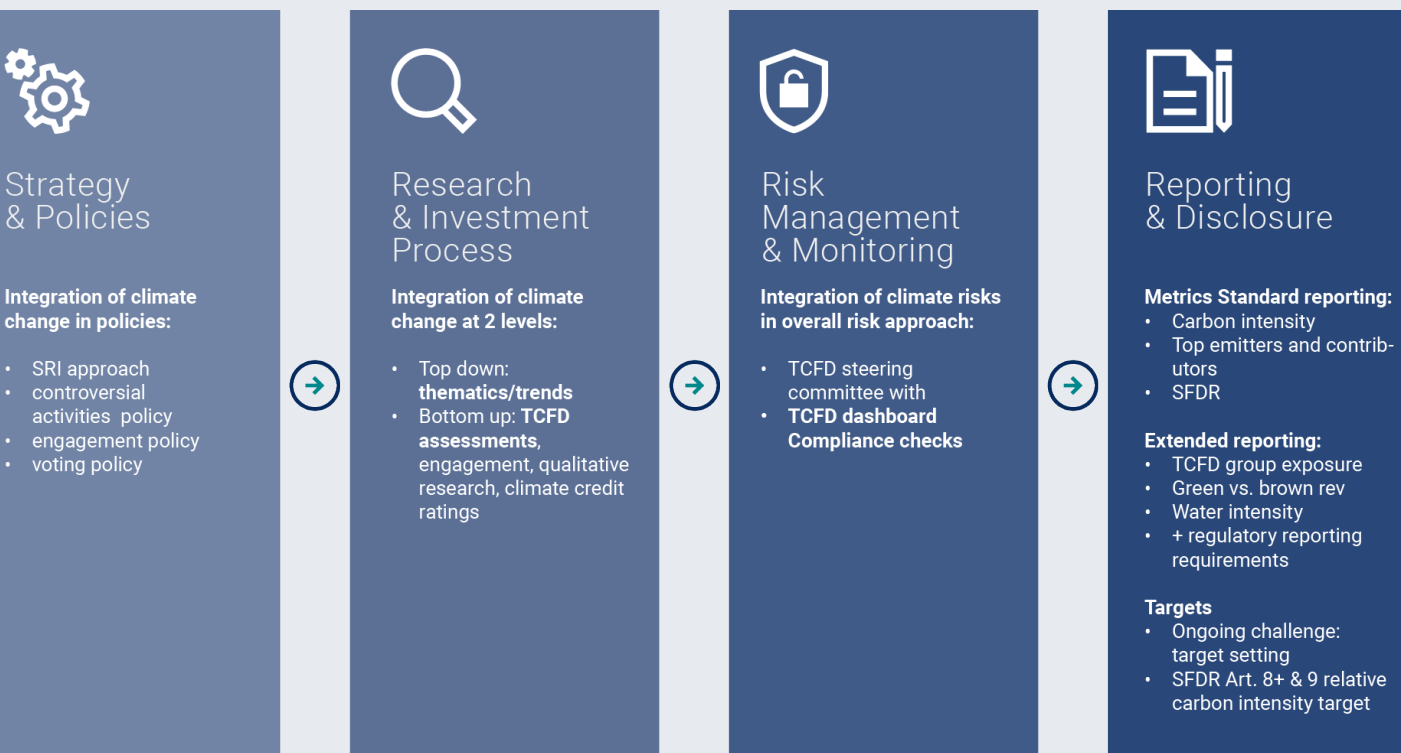 Strategy
& Policies
Integration of climate
change in policies:
• SRI approach
• controversial
activities policy
• engagement policy
• voting policy
Research
& Investment
Process
Integration of climate
change at 2 levels:
• Top down:
thematics/trends
• Bottom up: TCFD
assessments,
engagement, qualitative
research, climate credit
ratings
Risk
Management
& Monitoring
Integration of climate risks
in overall risk approach:
• TCFD steering
committee with
• TCFD dashboard
Compliance checks
Reporting
& Disclosure
Metrics Standard reporting:
• Carbon intensity
• Top emitters and contrib-
utors
• SFDR
Extended reporting:
• TCFD group exposure
• Green vs. brown rev
• Water intensity
• + regulatory reporting
requirements
Targets
• Ongoing challenge:
target setting
• SFDR Art. 8+ & 9 relative
carbon intensity target